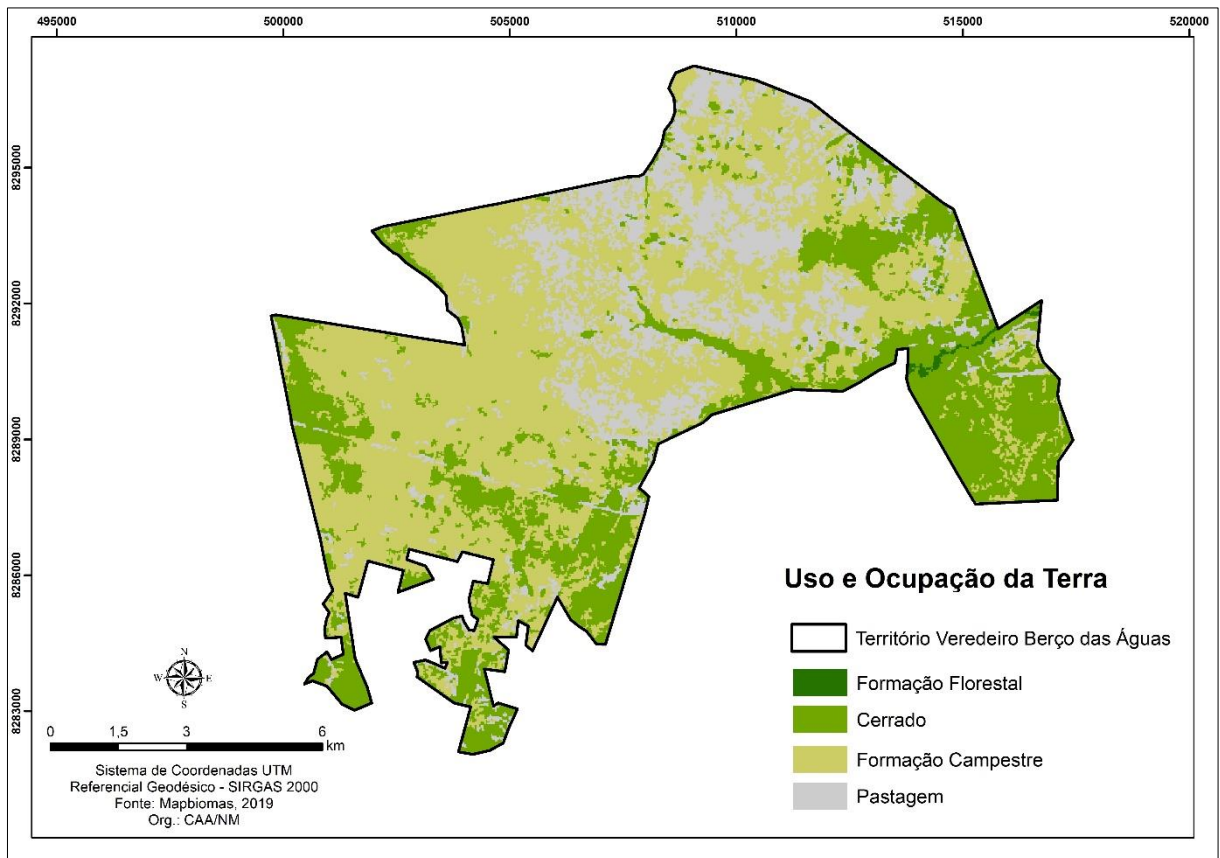 495000 500000 505000 510000 515000 520000
8295000
8292000
8289000
8286000
8283000
Uso e Ocupação da Terra
Território Veredeiro Berço das Águas
Formação Florestal
Cerrado
Formação Campestre
Pastagem
N
W E
S
0 1,5 3 6
km
Sistema de Coordenadas UTM
Referencial Geodésico - SIRGAS 2000
Fonte: Mapbiomas, 2019
Org.: CAA/NM